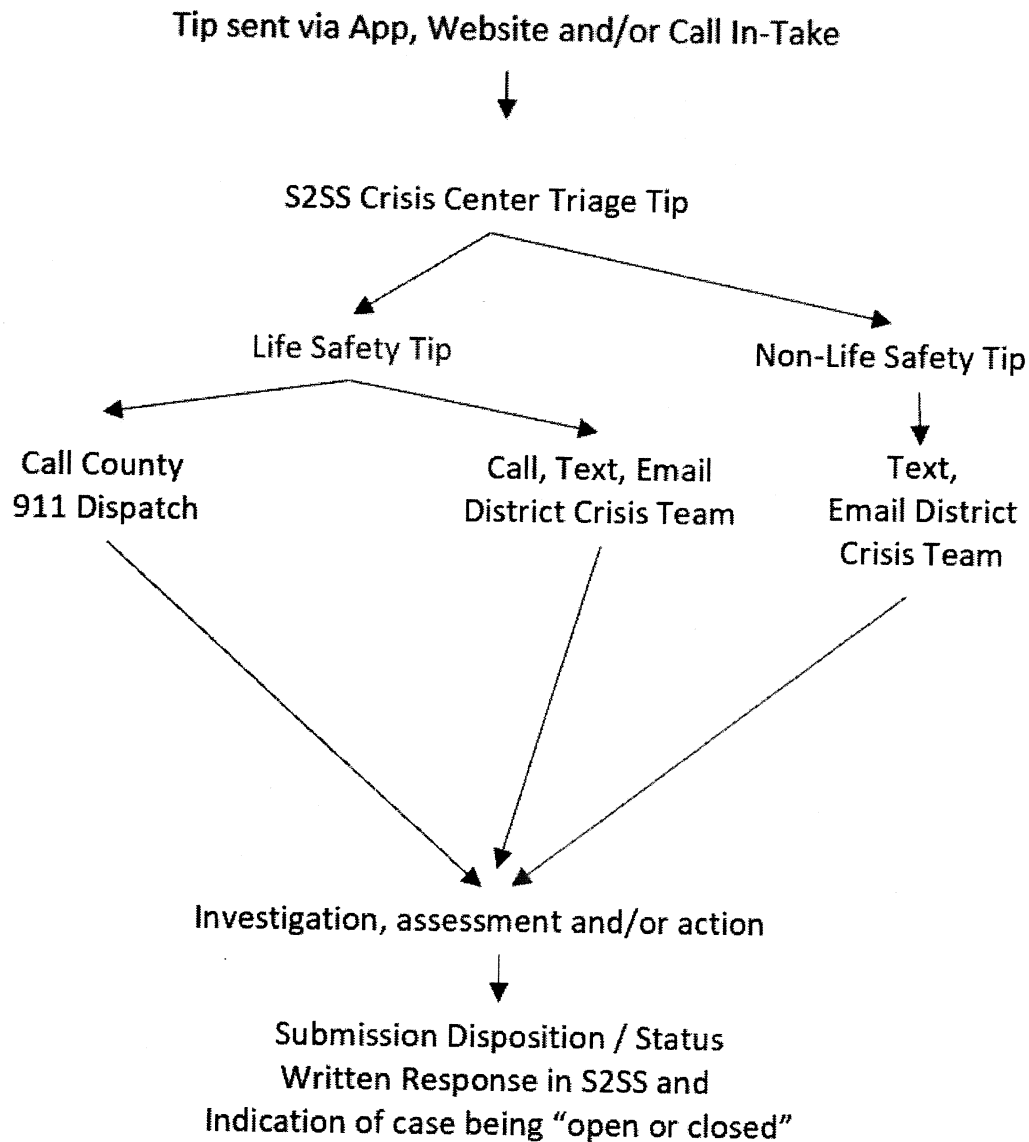 Tip sent via App, Website and/or Call In-Take
S2SS Crisis Center Triage Tip
Life Safety Tip
Non-Life Safety Tip
Call County
911 Dispatch
Call, Text, Email
District Crisis Team
Text,
Email District
Crisis Team
Investigation, assessment and/or action
Submission Disposition / Status
Written Response in S2SS and
Indication of case being “open or closed”